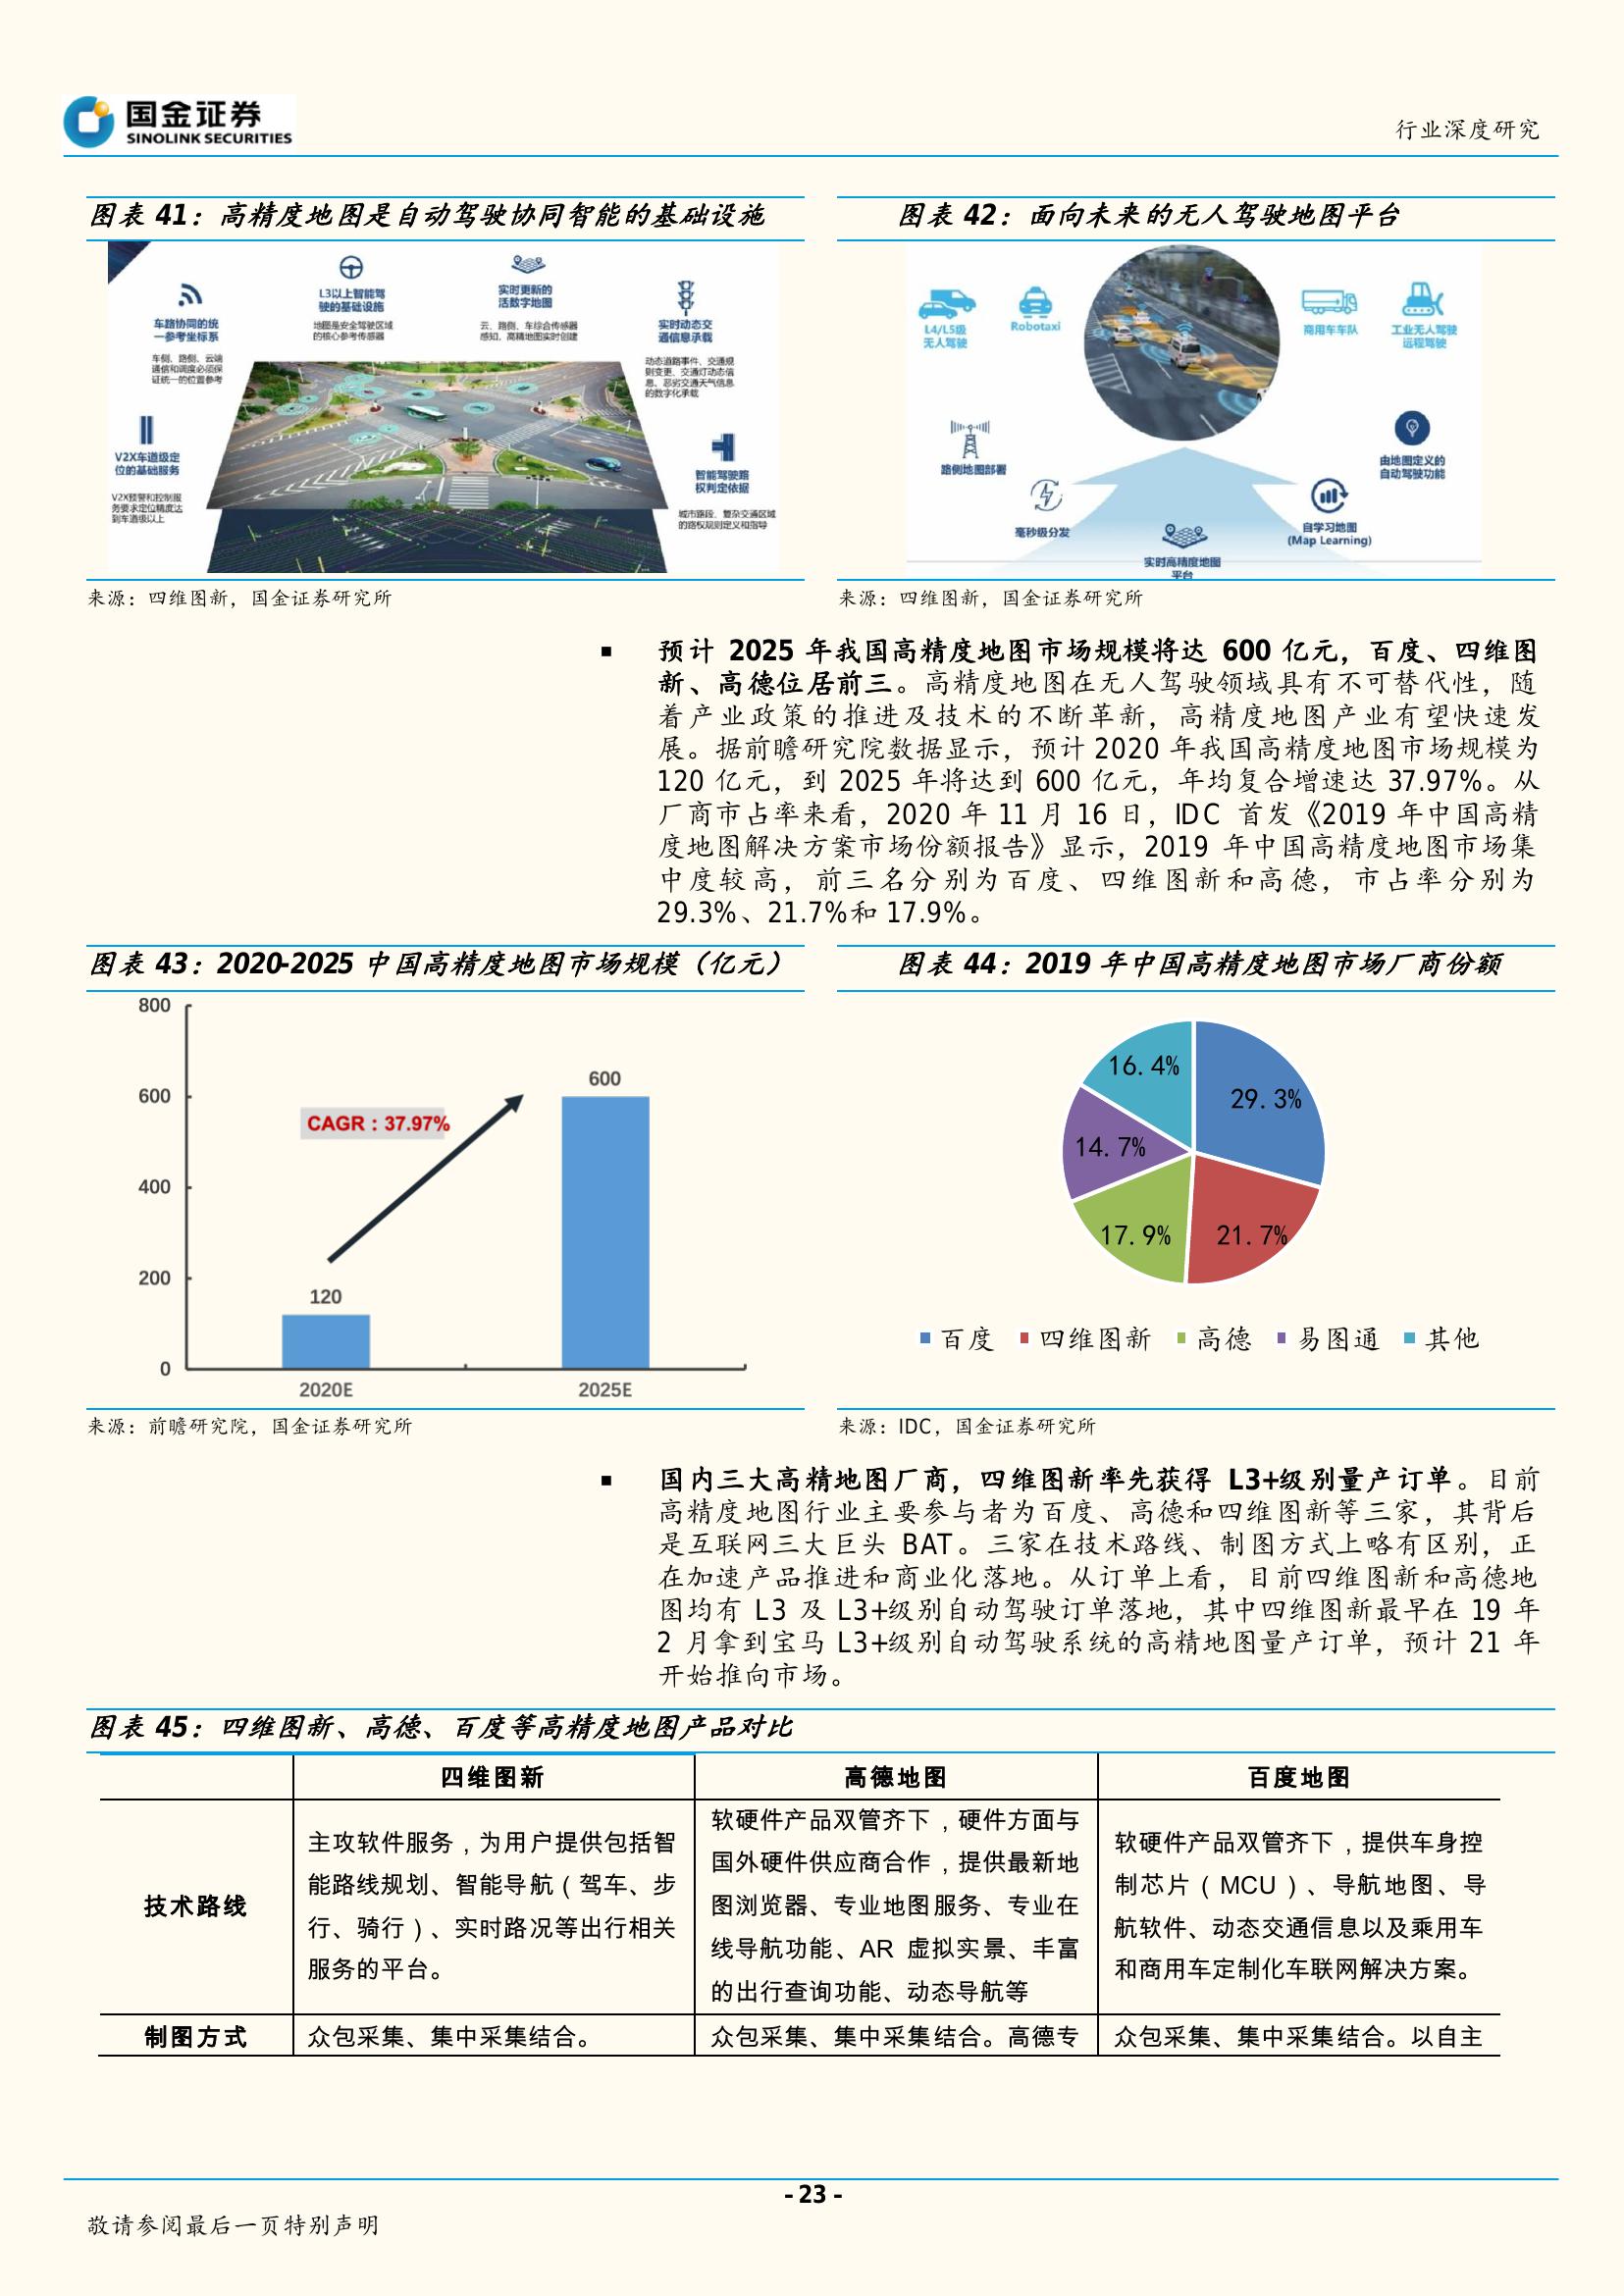 国金证券
SINOLINK SECURITIES
行业深度研究
图表 41：高精度地图是自动驾驶协同智能的基础设施
车路协同的统
一参考坐标系
车侧、路侧、云端
通信和调度必须保
证统一的位置参考
L3以上智能驾
驶的基础设施
地图是安全驾驶区域
的核心参考传感器
实时更新的
活数字地图
云、路侧、车综合传感器
感知、高精地图实时创建
实时动态交
通信息承载
动态道路事件、交通规
则变更、交通灯动态信
息、恶劣交通天气信息
的数字化承载
V2X车道级定
位的基础服务
V2X预警和控制服
务要求定位精度达
到车道级以上
智能驾驶路
权判定依据
城市路段、复杂交通区域
的路权规则定义和指导
来源：四维图新，国金证券研究所
图表 42：面向未来的无人驾驶地图平台
L4/L5级
无人驾驶
Robotaxi
商用车车队
工业无人驾驶
远程驾驶
路侧地图部署
毫秒级分发
实时高精度地图
平台
自学习地图
(Map Learning)
由地图定义的
自动驾驶功能
来源：四维图新，国金证券研究所
■ 预计 2025 年我国高精度地图市场规模将达 600 亿元，百度、四维图
新、高德位居前三。高精度地图在无人驾驶领域具有不可替代性，随
着产业政策的推进及技术的不断革新，高精度地图产业有望快速发
展。据前瞻研究院数据显示，预计 2020 年我国高精度地图市场规模为
120 亿元，到 2025 年将达到 600 亿元，年均复合增速达 37.97%。从
厂商市占率来看，2020 年 11 月 16 日，IDC 首发《2019 年中国高精
度地图解决方案市场份额报告》显示，2019 年中国高精度地图市场集
中度较高，前三名分别为百度、四维图新和高德，市占率分别为
29.3%、21.7%和 17.9%。
图表 43：2020-2025 中国高精度地图市场规模（亿元）
800
600
400
200
0
CAGR：37.97%
120
600
2020E
2025E
来源：前瞻研究院，国金证券研究所
图表 44：2019 年中国高精度地图市场厂商份额
16.4%
29.3%
14.7%
17.9%
21.7%
百度 四维图新 高德 易图通 其他
来源：IDC，国金证券研究所
■ 国内三大高精地图厂商，四维图新率先获得 L3+级别量产订单。目前
高精度地图行业主要参与者为百度、高德和四维图新等三家，其背后
是互联网三大巨头 BAT。三家在技术路线、制图方式上略有区别，正
在加速产品推进和商业化落地。从订单上看，目前四维图新和高德地
图均有 L3 及 L3+级别自动驾驶订单落地，其中四维图新最早在 19 年
2 月拿到宝马 L3+级别自动驾驶系统的高精地图量产订单，预计 21 年
开始推向市场。
图表 45：四维图新、高德、百度等高精度地图产品对比
四维图新
高德地图
百度地图
技术路线
主攻软件服务，为用户提供包括智
能路线规划、智能导航（驾车、步
行、骑行）、实时路况等出行相关
服务的平台。
软硬件产品双管齐下，硬件方面与
国外硬件供应商合作，提供最新地
图浏览器、专业地图服务、专业在
线导航功能、AR 虚拟实景、丰富
的出行查询功能、动态导航等
软硬件产品双管齐下，提供车身控
制芯片（MCU）、导航地图、导
航软件、动态交通信息以及乘用车
和商用车定制化车联网解决方案。
制图方式
众包采集、集中采集结合。
众包采集、集中采集结合。高德专
众包采集、集中采集结合。以自主
- 23 -
敬请参阅最后一页特别声明